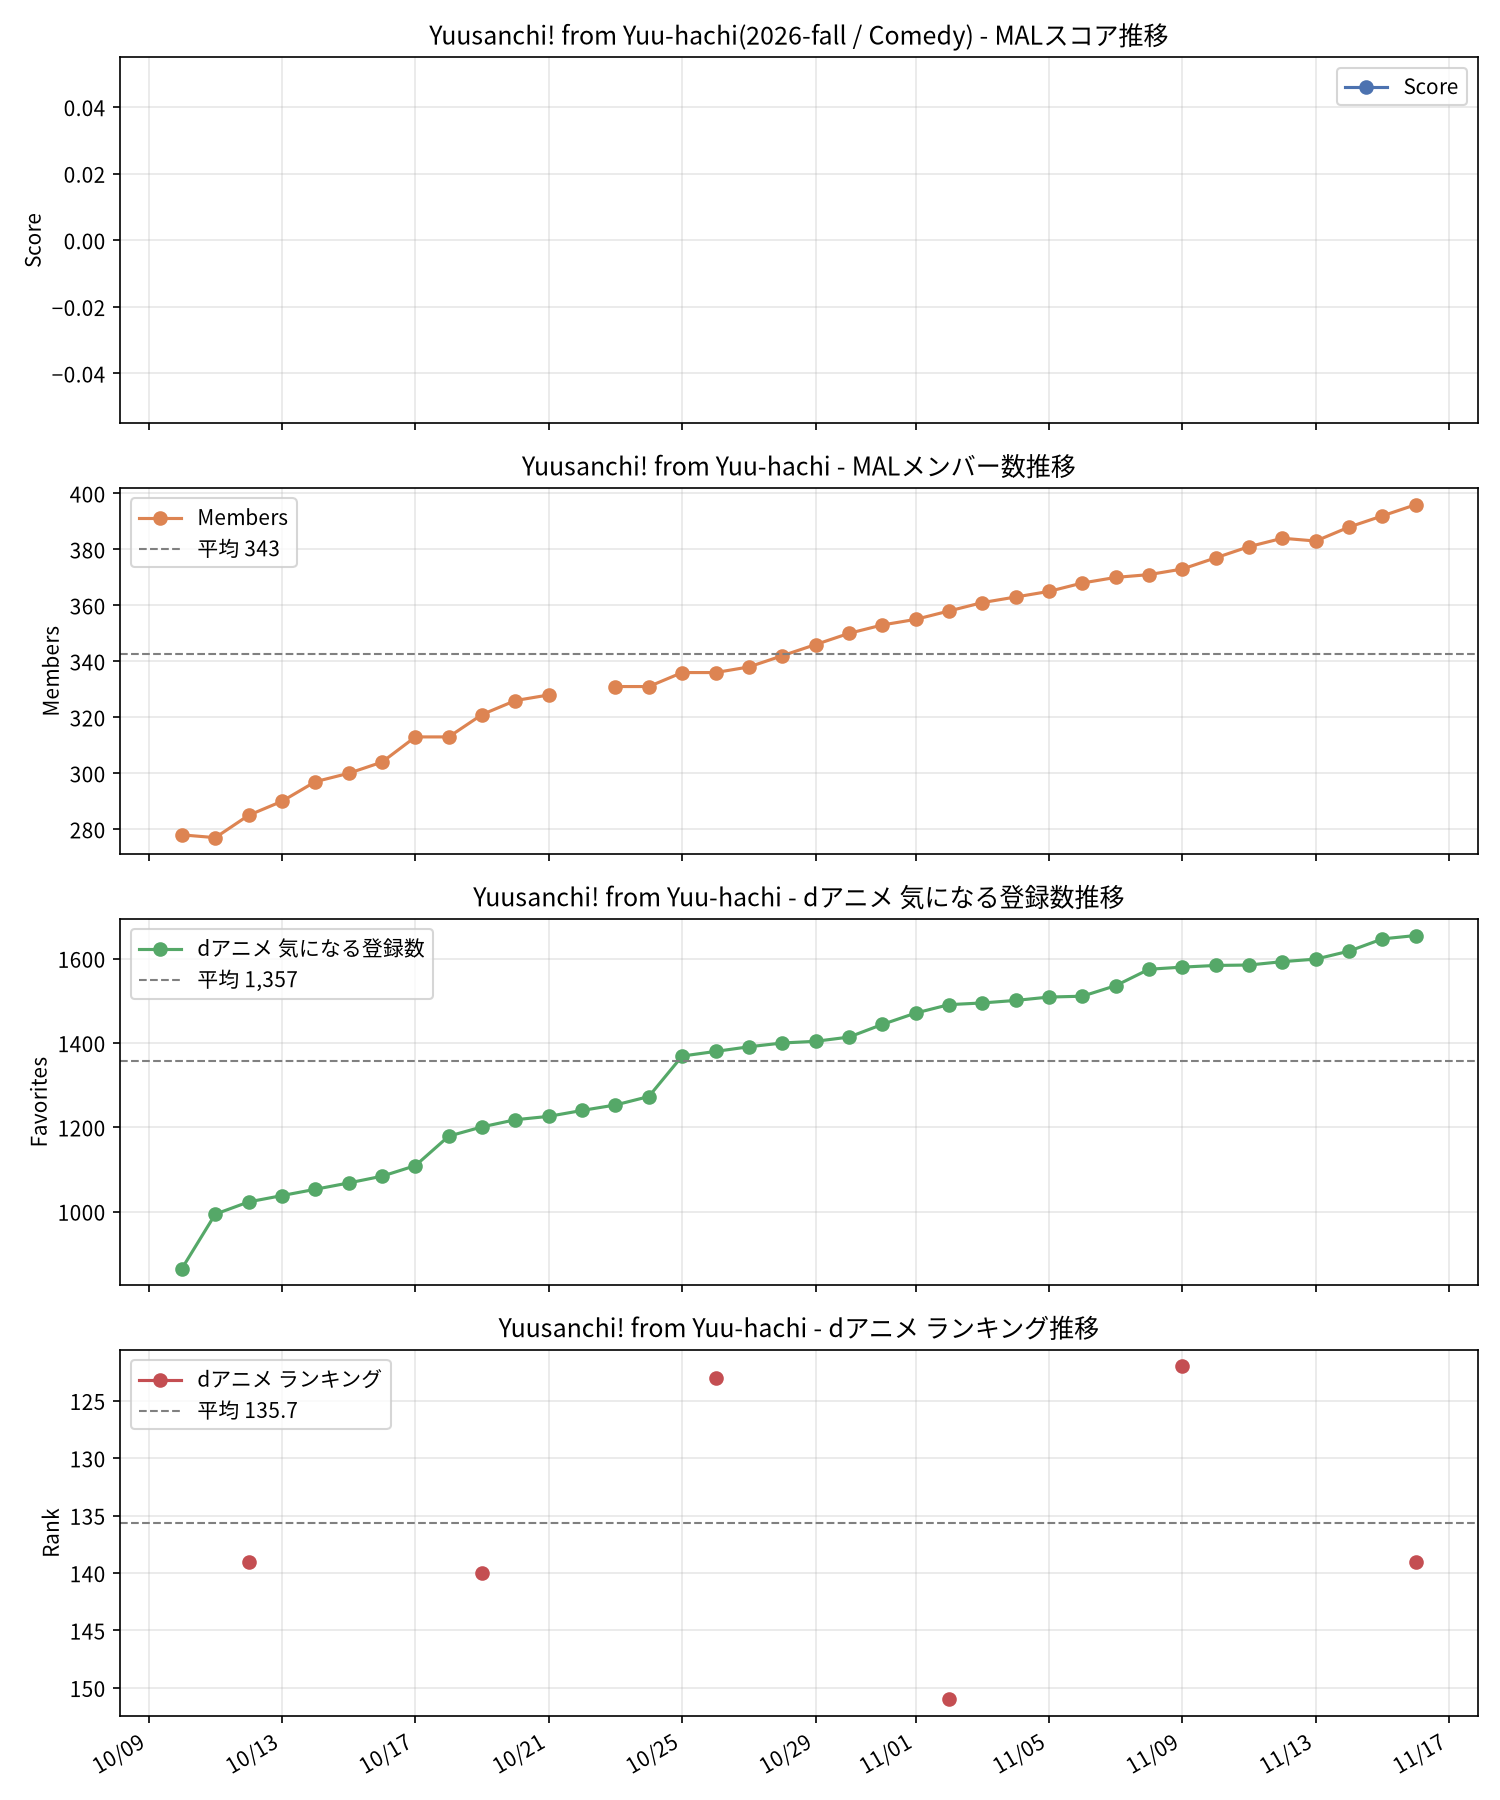 Yuusanchi! from Yuu-hachi(2026-fall / Comedy) - MALスコア推移
Score
0.04
0.02
0.00
−0.02
−0.04
Score
Yuusanchi! from Yuu-hachi - MALメンバー数推移
Members
平均 343
400
380
360
340
320
300
280
Members
Yuusanchi! from Yuu-hachi - dアニメ 気になる登録数推移
dアニメ 気になる登録数
平均 1,357
1600
1400
1200
1000
Favorites
Yuusanchi! from Yuu-hachi - dアニメ ランキング推移
dアニメ ランキング
平均 135.7
125
130
135
140
145
150
Rank
10/09 10/13 10/17 10/21 10/25 10/29 11/01 11/05 11/09 11/13 11/17